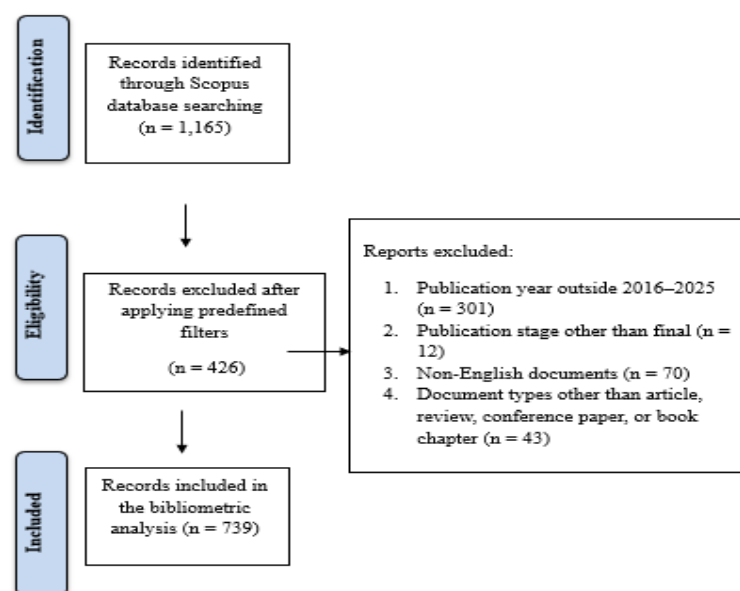 Identification
Records identified
through Scopus
database searching
(n = 1,165)
Eligibility
Records excluded after
applying predefined
filters
(n = 426)
Reports excluded:
1. Publication year outside 2016–2025
(n = 301)
2. Publication stage other than final (n =
12)
3. Non-English documents (n = 70)
4. Document types other than article,
review, conference paper, or book
chapter (n = 43)
Included
Records included in
the bibliometric
analysis (n = 739)